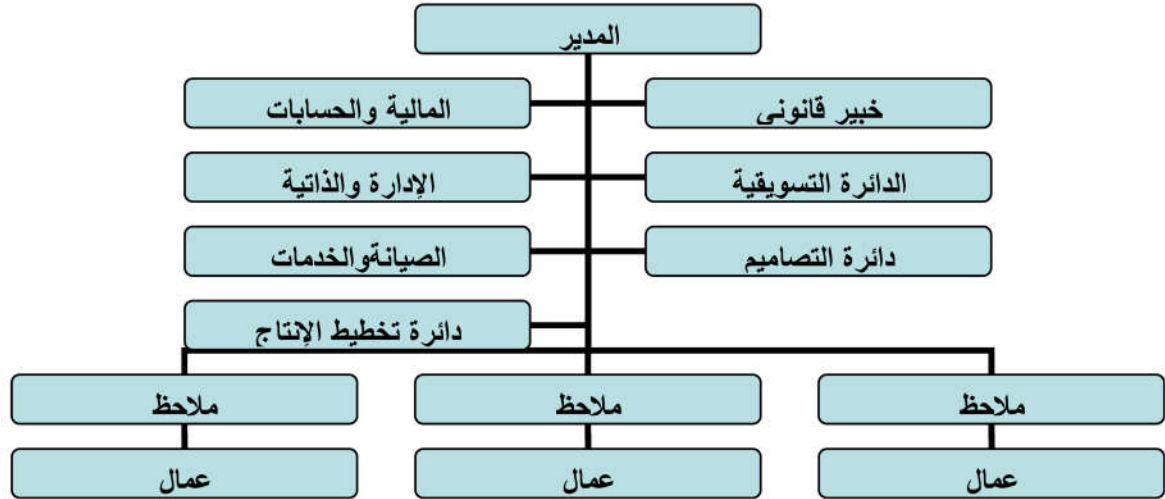 المدير
خبير قانوني
المالية والحسابات
الدائرة التسويقية
الإدارة والذاتية
دائرة التصاميم
الصيانةوالخدمات
دائرة تخطيط الإنتاج
ملاحظ
ملاحظ
ملاحظ
عمال
عمال
عمال